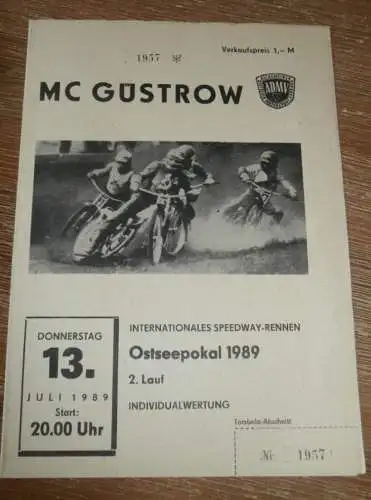 1957
Verkaufspreis 1,– M
MC GÜSTROW
ADMV
DONNERSTAG
13.
JULI 1989
Start:
20.00 Uhr
INTERNATIONALES SPEEDWAY-RENNEN
Ostseepokal 1989
2. Lauf
INDIVIDUALWERTUNG
Tombola-Abschnitt
№ 1957